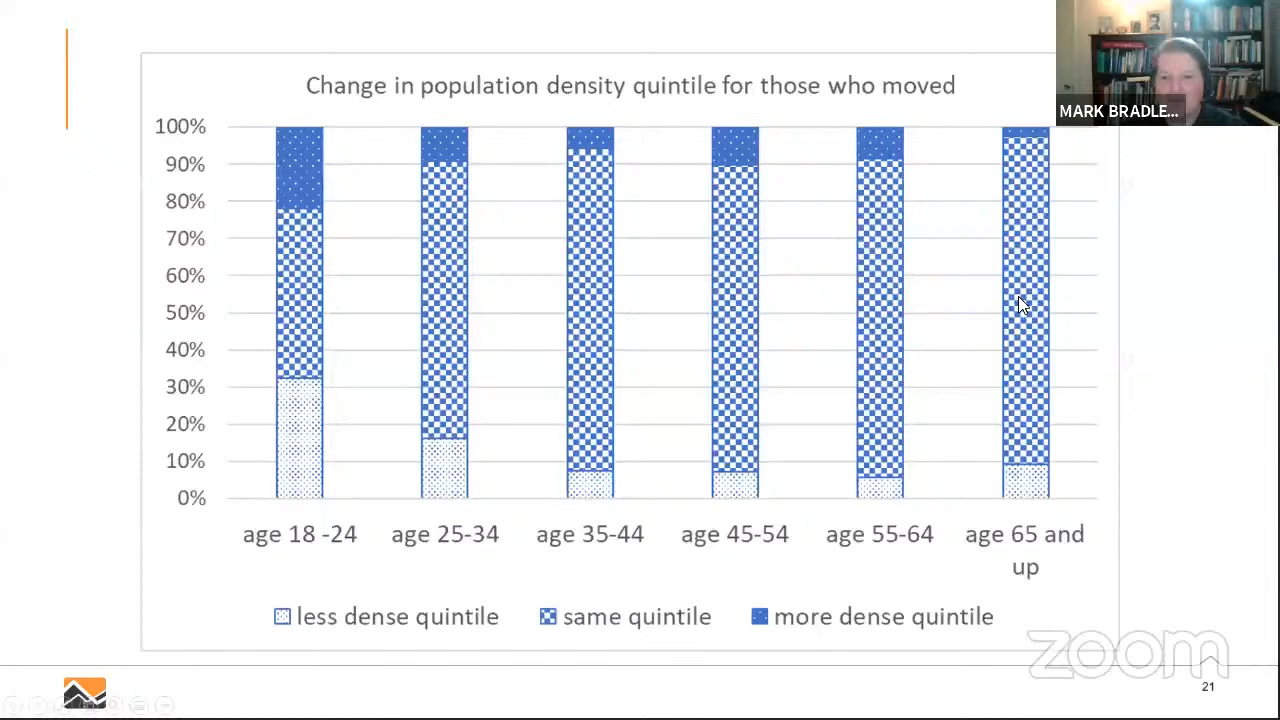 Change in population density quintile for those who moved
MARK BRADLE...
100%
90%
80%
70%
60%
50%
40%
30%
20%
10%
0%
age 18 -24
age 25-34
age 35-44
age 45-54
age 55-64
age 65 and
up
less dense quintile
same quintile
more dense quintile
zoom
21